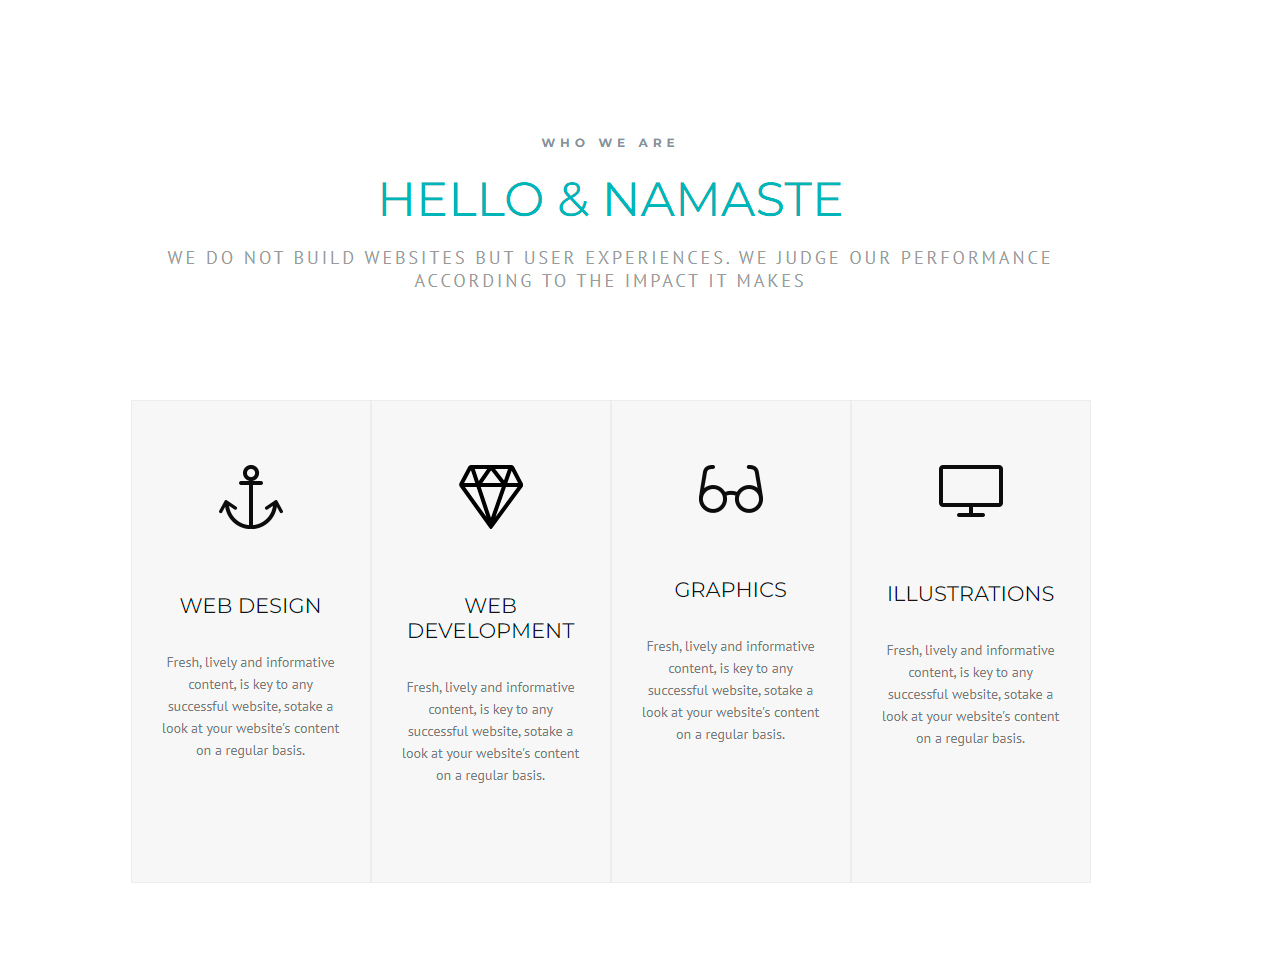 WHO WE ARE
HELLO & NAMASTE
WE DO NOT BUILD WEBSITES BUT USER EXPERIENCES. WE JUDGE OUR PERFORMANCE
ACCORDING TO THE IMPACT IT MAKES
WEB DESIGN
Fresh, lively and informative
content, is key to any
successful website, sotake a
look at your website's content
on a regular basis.
WEB
DEVELOPMENT
Fresh, lively and informative
content, is key to any
successful website, sotake a
look at your website's content
on a regular basis.
GRAPHICS
Fresh, lively and informative
content, is key to any
successful website, sotake a
look at your website's content
on a regular basis.
ILLUSTRATIONS
Fresh, lively and informative
content, is key to any
successful website, sotake a
look at your website's content
on a regular basis.